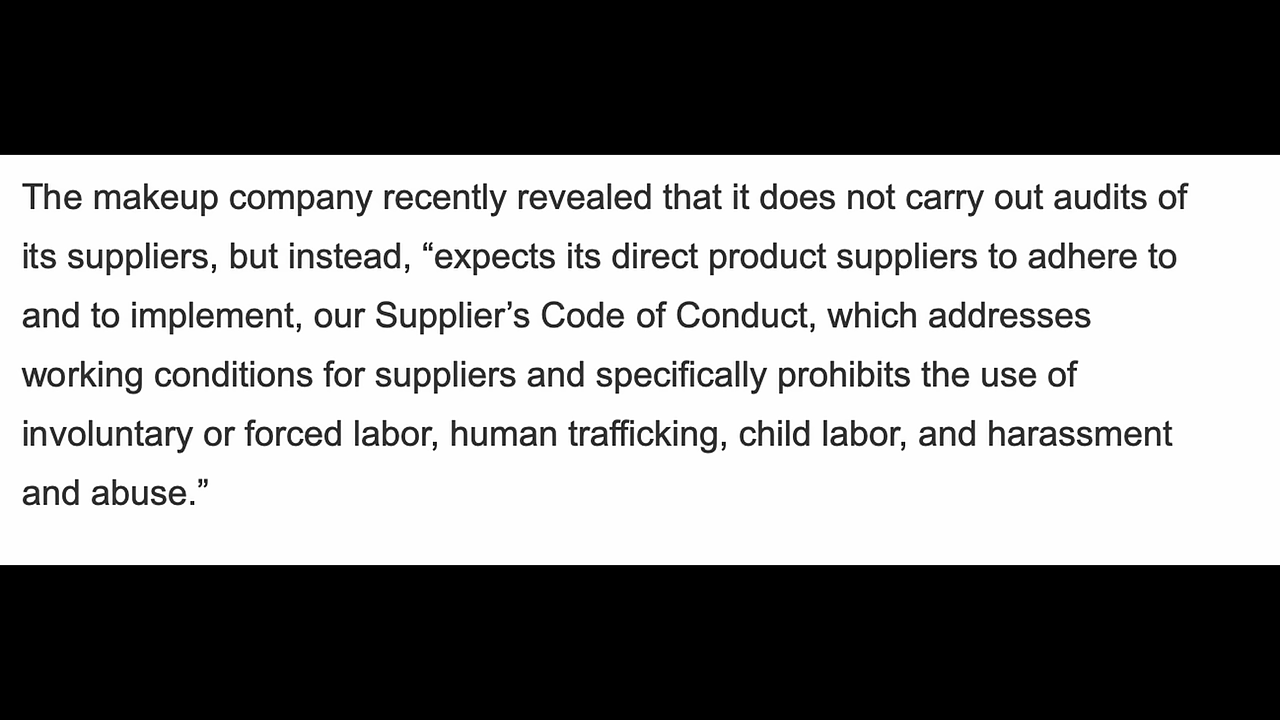 The makeup company recently revealed that it does not carry out audits of
its suppliers, but instead, “expects its direct product suppliers to adhere to
and to implement, our Supplier’s Code of Conduct, which addresses
working conditions for suppliers and specifically prohibits the use of
involuntary or forced labor, human trafficking, child labor, and harassment
and abuse.”